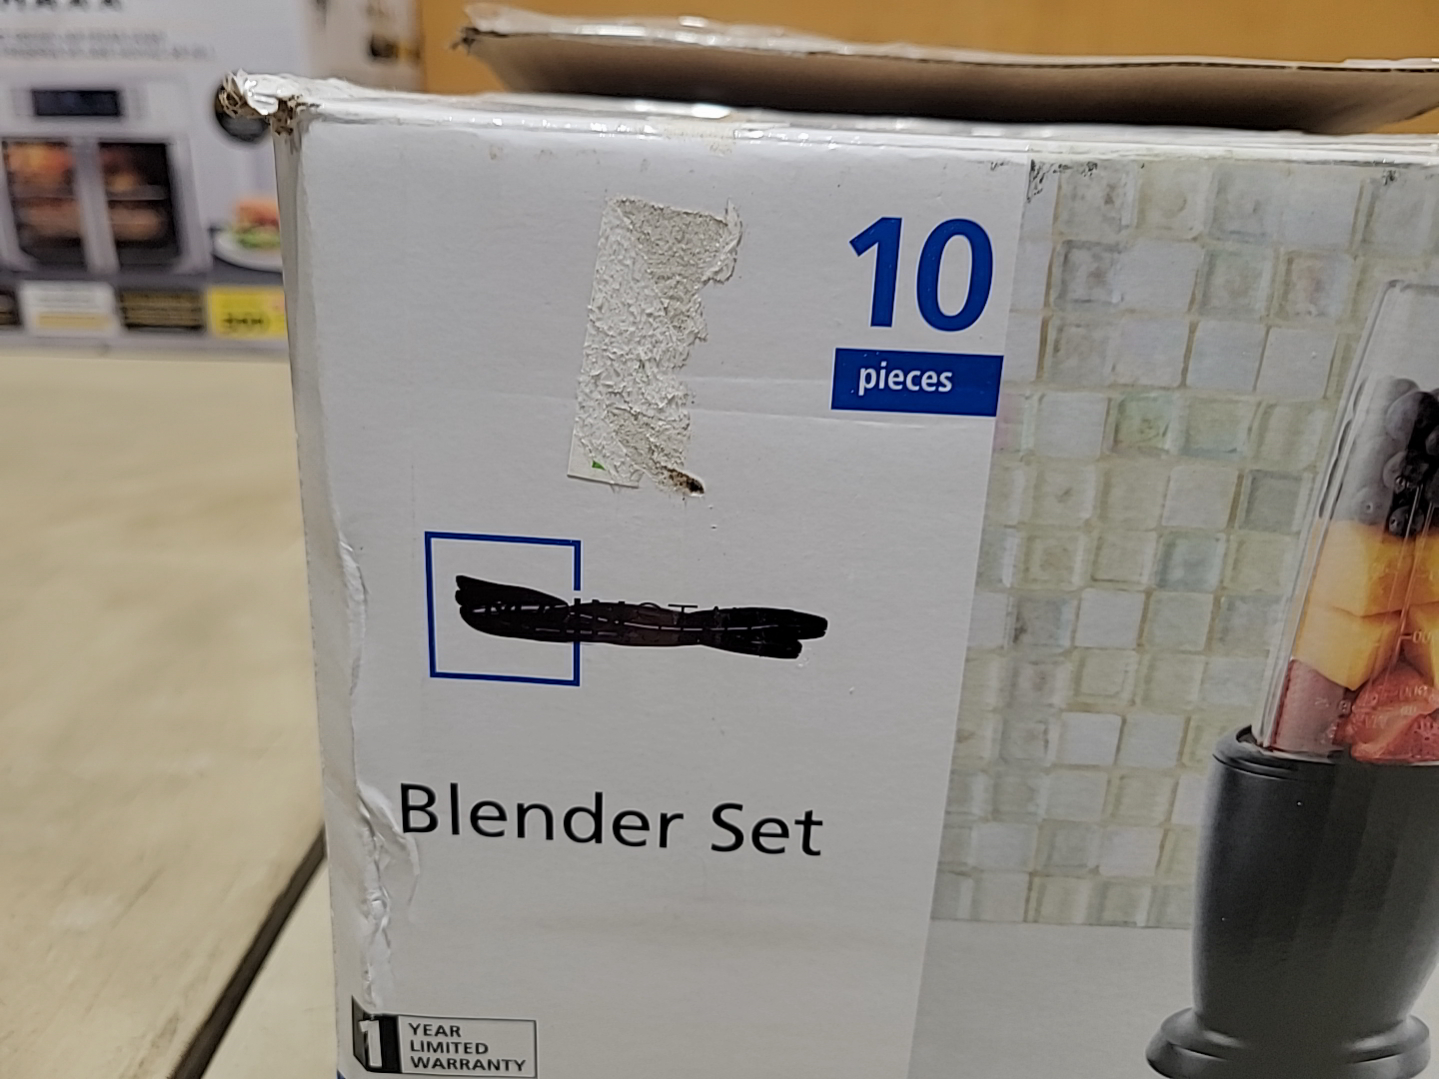 10
pieces
Blender Set
1 YEAR
LIMITED
WARRANTY